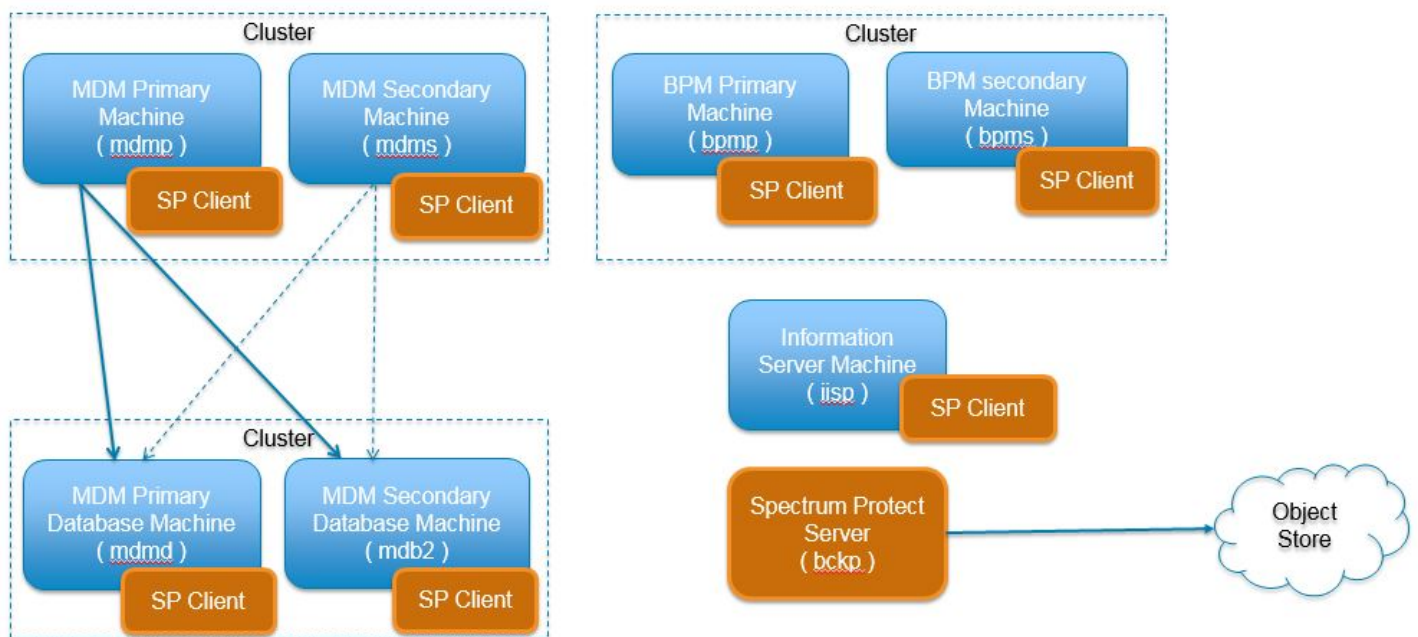 Cluster
MDM Primary
Machine
( mdmp )
SP Client
MDM Secondary
Machine
( mdms )
SP Client
Cluster
BPM Primary
Machine
( bpmp )
SP Client
BPM secondary
Machine
( bpms )
SP Client
Information
Server Machine
( iisp )
SP Client
Cluster
MDM Primary
Database Machine
( mdmd )
SP Client
MDM Secondary
Database Machine
( mdb2 )
SP Client
Spectrum Protect
Server
( bckp )
Object
Store